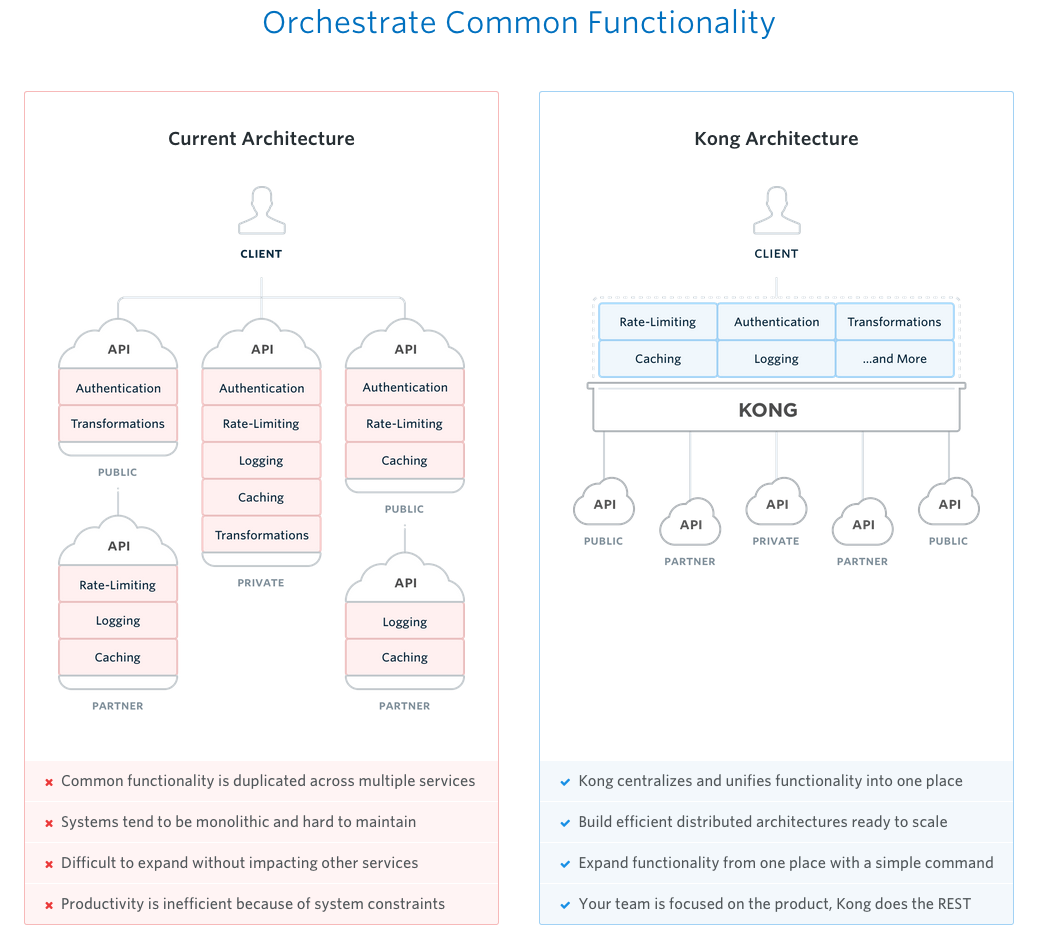 Orchestrate Common Functionality
Current Architecture
CLIENT
API
Authentication
Transformations
PUBLIC
API
Rate-Limiting
Logging
Caching
PARTNER
API
Authentication
Rate-Limiting
Logging
Caching
Transformations
PRIVATE
API
Authentication
Rate-Limiting
Caching
PUBLIC
API
Logging
Caching
PARTNER
Common functionality is duplicated across multiple services
Systems tend to be monolithic and hard to maintain
Difficult to expand without impacting other services
Productivity is inefficient because of system constraints
Kong Architecture
CLIENT
Rate-Limiting Authentication Transformations
Caching Logging ...and More
KONG
API
PUBLIC
API
PARTNER
API
PRIVATE
API
PARTNER
API
PUBLIC
Kong centralizes and unifies functionality into one place
Build efficient distributed architectures ready to scale
Expand functionality from one place with a simple command
Your team is focused on the product, Kong does the REST